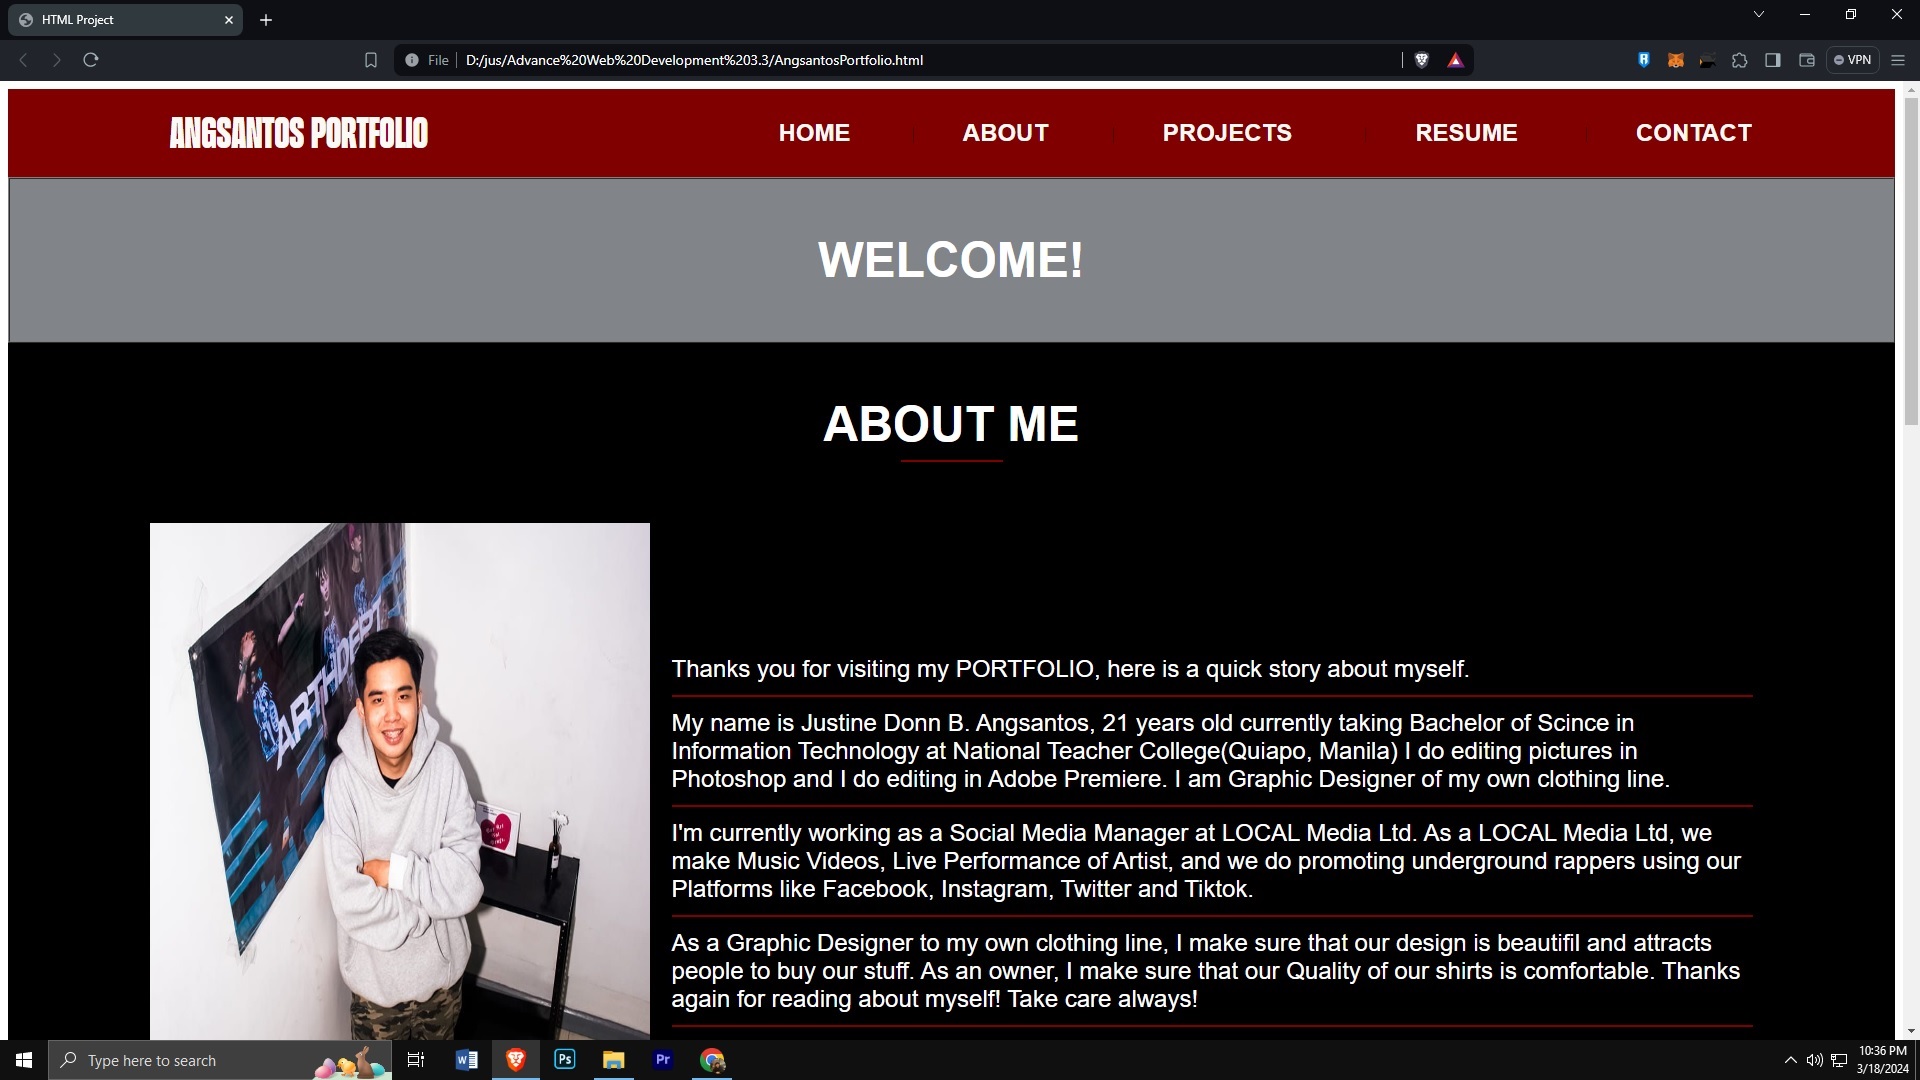 HTML Project
File
D:/jus/Advance%20Web%20Development%203.3/AngsantosPortfolio.html
VPN
ANGSANTOS PORTFOLIO
HOME
ABOUT
PROJECTS
RESUME
CONTACT
WELCOME!
ABOUT ME
ARTHDEPT
Thanks you for visiting my PORTFOLIO, here is a quick story about myself.
My name is Justine Donn B. Angsantos, 21 years old currently taking Bachelor of Scince in
Information Technology at National Teacher College(Quiapo, Manila) I do editing pictures in
Photoshop and I do editing in Adobe Premiere. I am Graphic Designer of my own clothing line.
I'm currently working as a Social Media Manager at LOCAL Media Ltd. As a LOCAL Media Ltd, we
make Music Videos, Live Performance of Artist, and we do promoting underground rappers using our
Platforms like Facebook, Instagram, Twitter and Tiktok.
As a Graphic Designer to my own clothing line, I make sure that our design is beautifil and attracts
people to buy our stuff. As an owner, I make sure that our Quality of our shirts is comfortable. Thanks
again for reading about myself! Take care always!
Type here to search
W
Ps
Pr
10:36 PM
3/18/2024